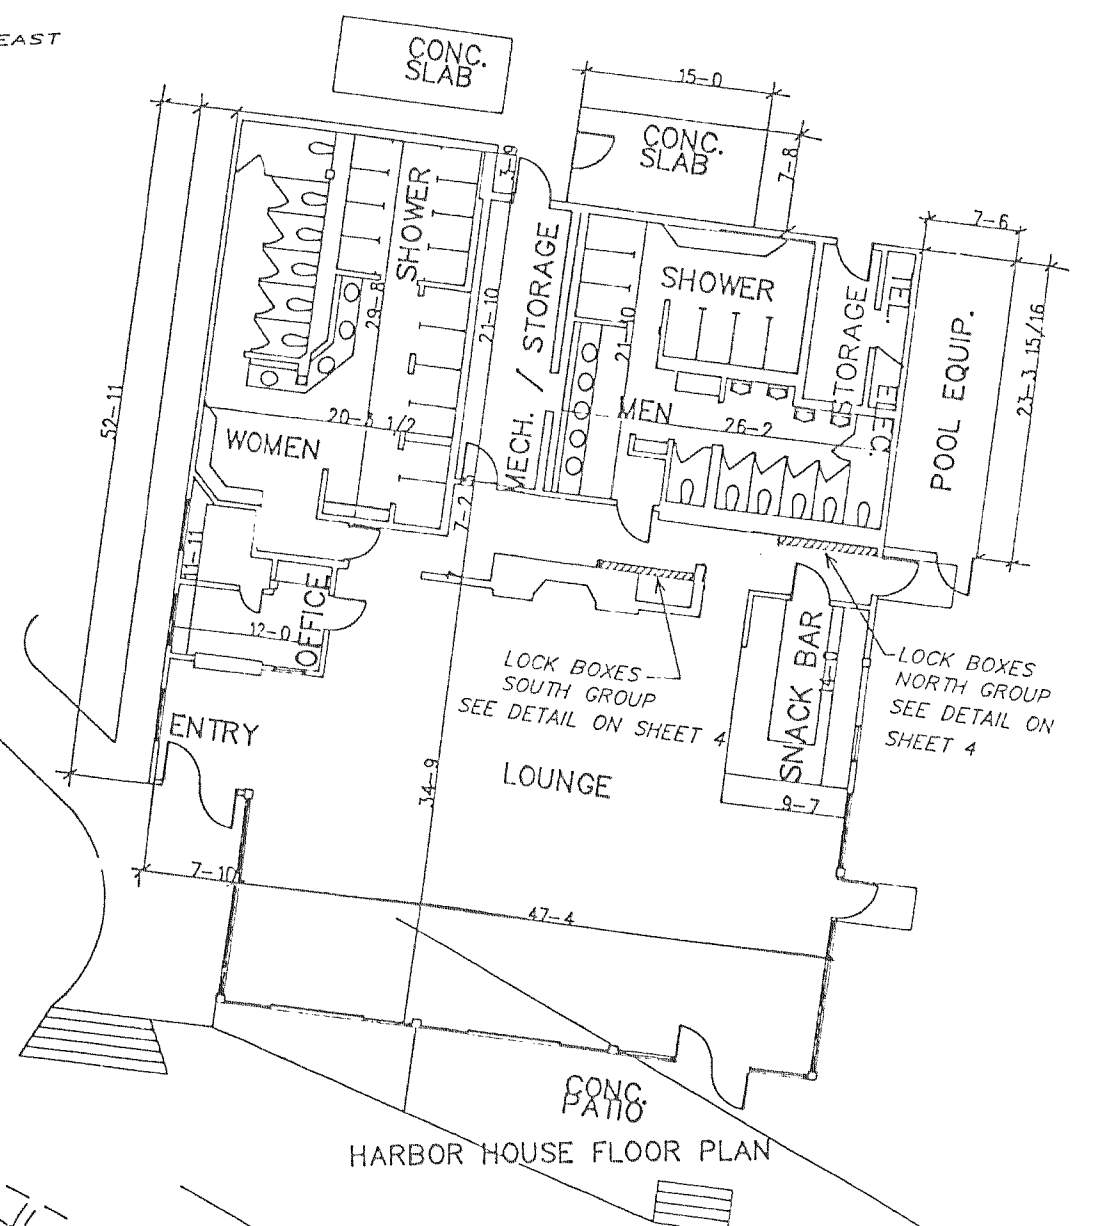 EAST
CONC.
SLAB
15-0
CONC.
SLAB
7-8
3-9
7-6
SHOWER
29-8
21-10
MECH. / STORAGE
SHOWER
21-10
STORAGE
TEL. / ELEC.
POOL EQUIP.
23-3 15/16
52-11
20-3 1/2
WOMEN
MEN
26-2
7-2
OFFICE
12-0
LOCK BOXES
SOUTH GROUP
SEE DETAIL ON SHEET 4
SNACK BAR
LOCK BOXES
NORTH GROUP
SEE DETAIL ON
SHEET 4
ENTRY
LOUNGE
34-9
9-7
7-10
47-4
CONC.
PATIO
HARBOR HOUSE FLOOR PLAN